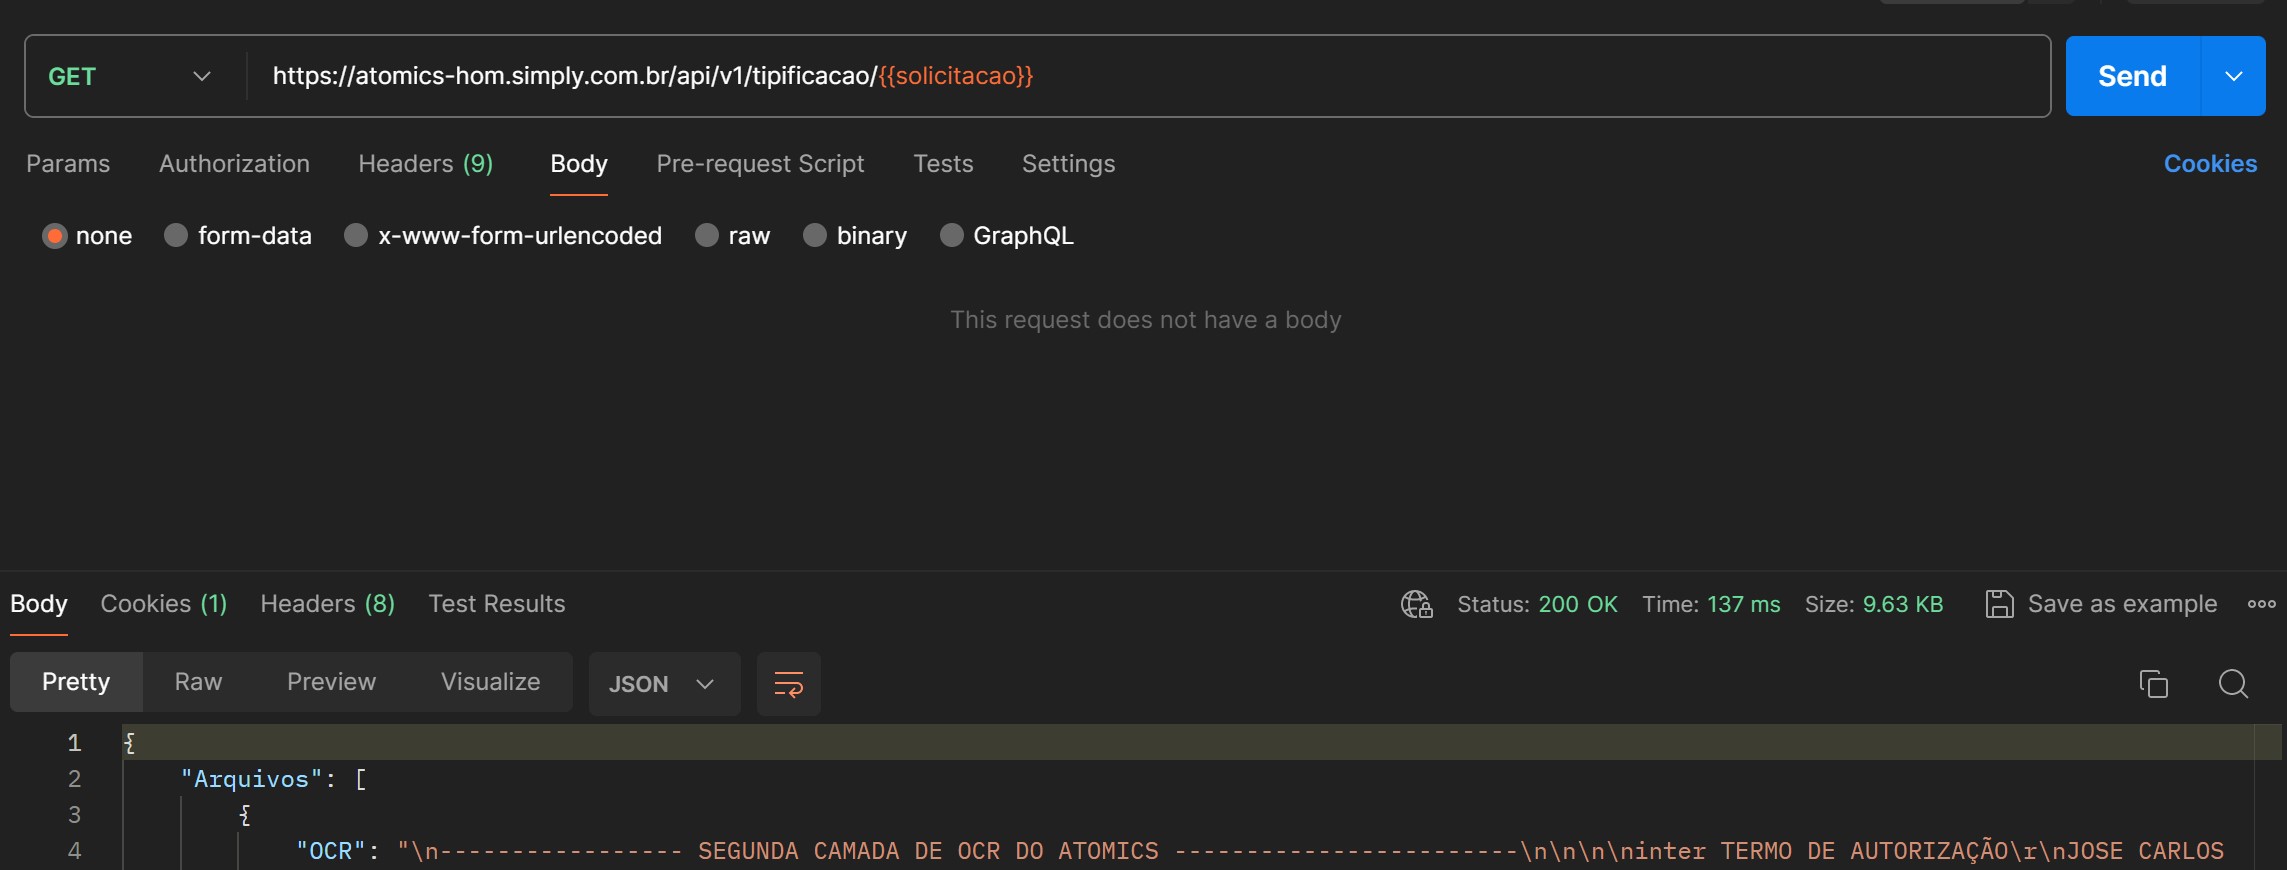 GET https://atomics-hom.simply.com.br/api/v1/tipificacao/{{solicitacao}} Send
Params Authorization Headers (9) Body Pre-request Script Tests Settings Cookies
none form-data x-www-form-urlencoded raw binary GraphQL
This request does not have a body
Body Cookies (1) Headers (8) Test Results Status: 200 OK Time: 137 ms Size: 9.63 KB Save as example
Pretty Raw Preview Visualize JSON
1 {
2 "Arquivos": [
3 {
4 "OCR": "\n----------------- SEGUNDA CAMADA DE OCR DO ATOMICS ------------------------\n\n\n\ninter TERMO DE AUTORIZAÇÃO\r\nJOSE CARLOS